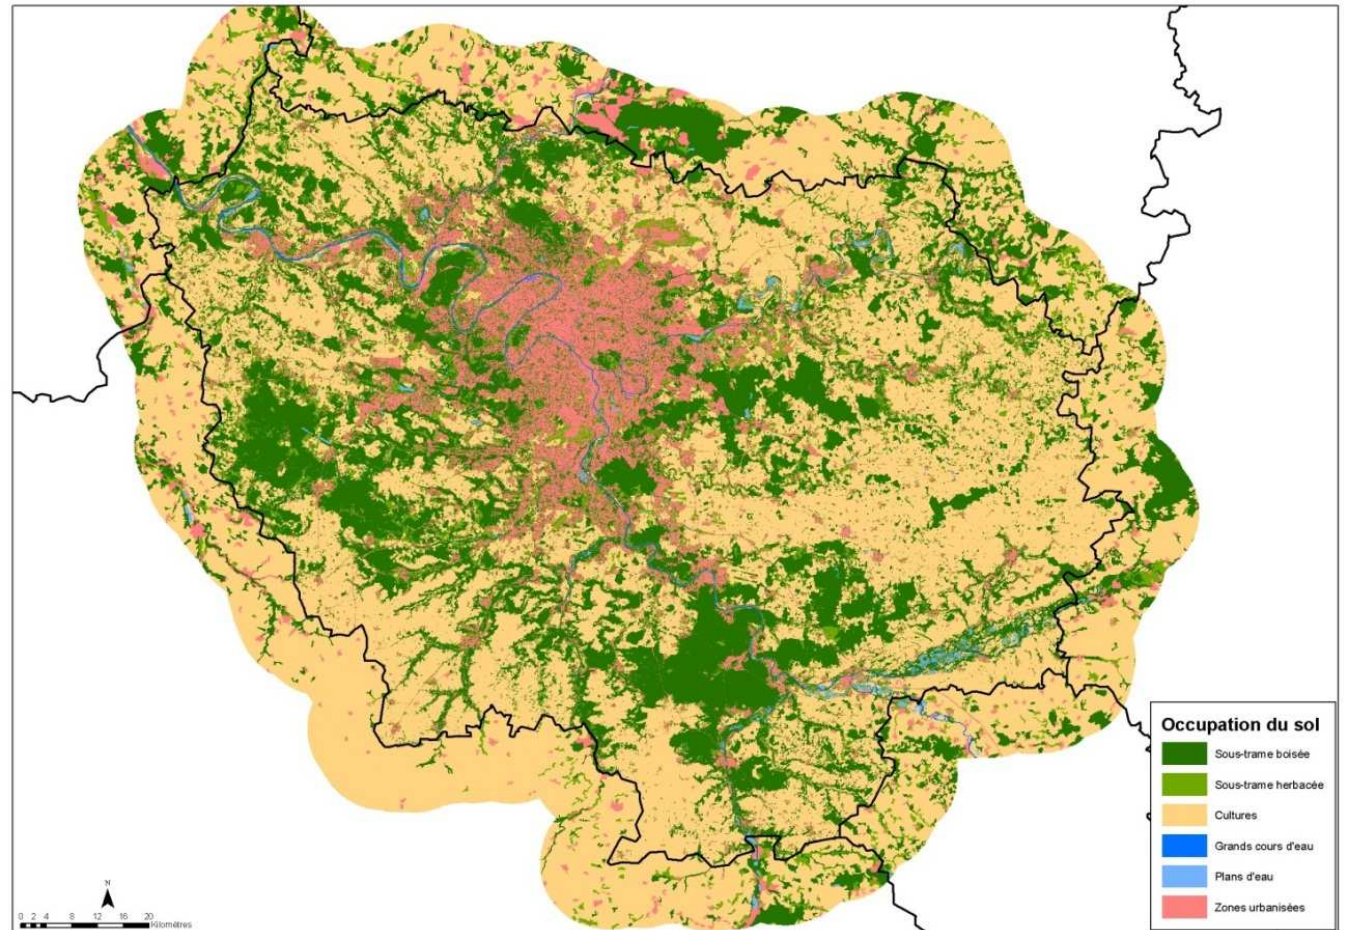 Occupation du sol
Sous-trame boisée
Sous-trame herbacée
Cultures
Grands cours d'eau
Plans d'eau
Zones urbanisées
N
0 2 4 8 12 16 20
Kilomètres